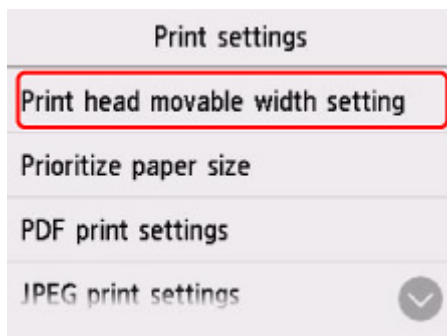 Print settings
Print head movable width setting
Prioritize paper size
PDF print settings
JPEG print settings